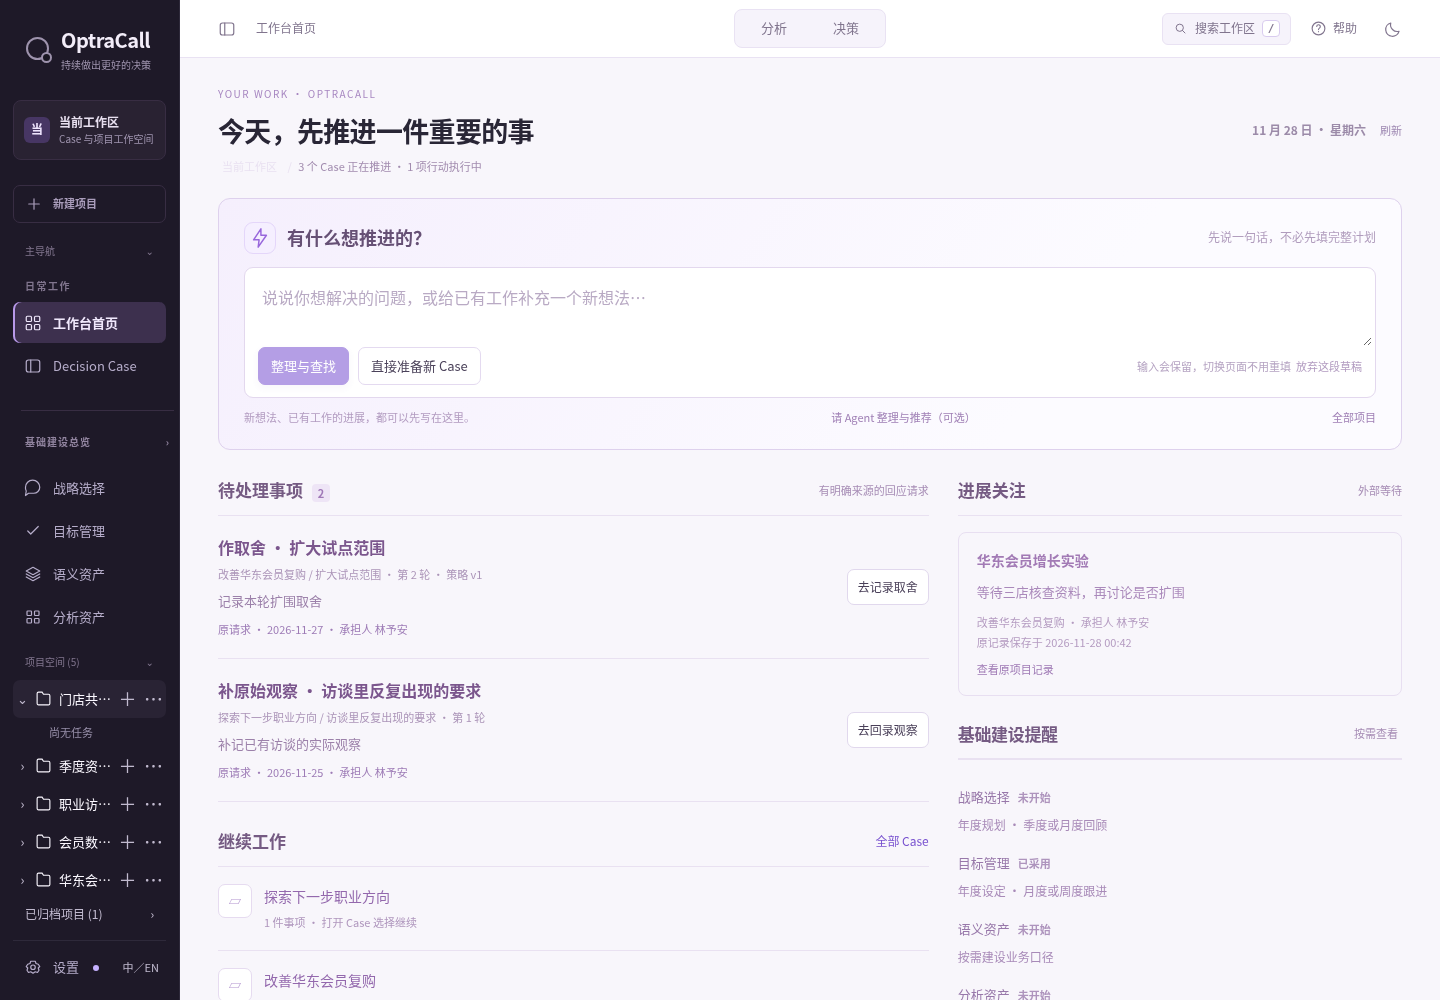 OptraCall
持续做出更好的决策
当
当前工作区
Case 与项目工作空间
新建项目
主导航
日常工作
工作台首页
Decision Case
基础建设总览
战略选择
目标管理
语义资产
分析资产
项目空间 (5)
门店共…
尚无任务
季度资…
职业访…
会员数…
华东会…
已归档项目 (1)
设置
中／EN
工作台首页
分析
决策
搜索工作区
/
帮助
YOUR WORK · OPTRACALL
今天，先推进一件重要的事
11 月 28 日 · 星期六
刷新
当前工作区 / 3 个 Case 正在推进 · 1 项行动执行中
有什么想推进的？
先说一句话，不必先填完整计划
说说你想解决的问题，或给已有工作补充一个新想法…
整理与查找
直接准备新 Case
输入会保留，切换页面不用重填
放弃这段草稿
新想法、已有工作的进展，都可以先写在这里。
请 Agent 整理与推荐（可选）
全部项目
待处理事项 2
有明确来源的回应请求
作取舍 · 扩大试点范围
改善华东会员复购 / 扩大试点范围 · 第 2 轮 · 策略 v1
记录本轮扩围取舍
原请求 · 2026-11-27 · 承担人 林予安
去记录取舍
补原始观察 · 访谈里反复出现的要求
探索下一步职业方向 / 访谈里反复出现的要求 · 第 1 轮
补记已有访谈的实际观察
原请求 · 2026-11-25 · 承担人 林予安
去回录观察
继续工作
全部 Case
探索下一步职业方向
1 件事项 · 打开 Case 选择继续
改善华东会员复购
进展关注
外部等待
华东会员增长实验
等待三店核查资料，再讨论是否扩围
改善华东会员复购 · 承担人 林予安
原记录保存于 2026-11-28 00:42
查看原项目记录
基础建设提醒
按需查看
战略选择 未开始
年度规划 · 季度或月度回顾
目标管理 已采用
年度设定 · 月度或周度跟进
语义资产 未开始
按需建设业务口径
分析资产 未开始